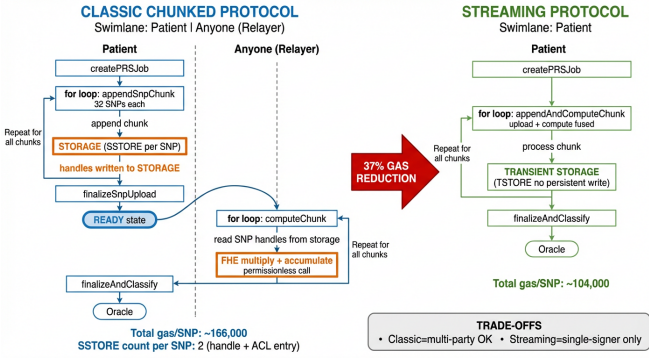 CLASSIC CHUNKED PROTOCOL
Swimlane: Patient | Anyone (Relayer)
Patient
createPRSJob
for loop: appendSnpChunk
32 SNPs each
append chunk
Repeat for
all chunks
STORAGE (SSTORE per SNP)
handles written to STORAGE
finalizeSnpUpload
READY state
Anyone (Relayer)
for loop: computeChunk
read SNP handles from storage
Repeat for
all chunks
FHE multiply + accumulate
permissionless call
finalizeAndClassify
Oracle
Total gas/SNP: ~166,000
SSTORE count per SNP: 2 (handle + ACL entry)
37% GAS
REDUCTION
STREAMING PROTOCOL
Swimlane: Patient
Patient
createPRSJob
for loop: appendAndComputeChunk
upload + compute fused
Repeat for
all chunks
process chunk
TRANSIENT STORAGE
(TSTORE no persistent write)
finalizeAndClassify
Oracle
Total gas/SNP: ~104,000
TRADE-OFFS
• Classic=multi-party OK • Streaming=single-signer only